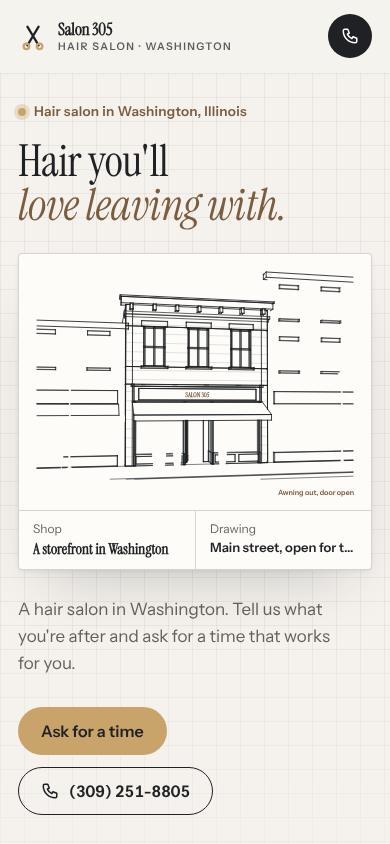 Salon 305
HAIR SALON · WASHINGTON
Hair salon in Washington, Illinois
Hair you'll
love leaving with.
SALON 305
Awning out, door open
Shop
A storefront in Washington
Drawing
Main street, open for t...
A hair salon in Washington. Tell us what
you're after and ask for a time that works
for you.
Ask for a time
(309) 251-8805